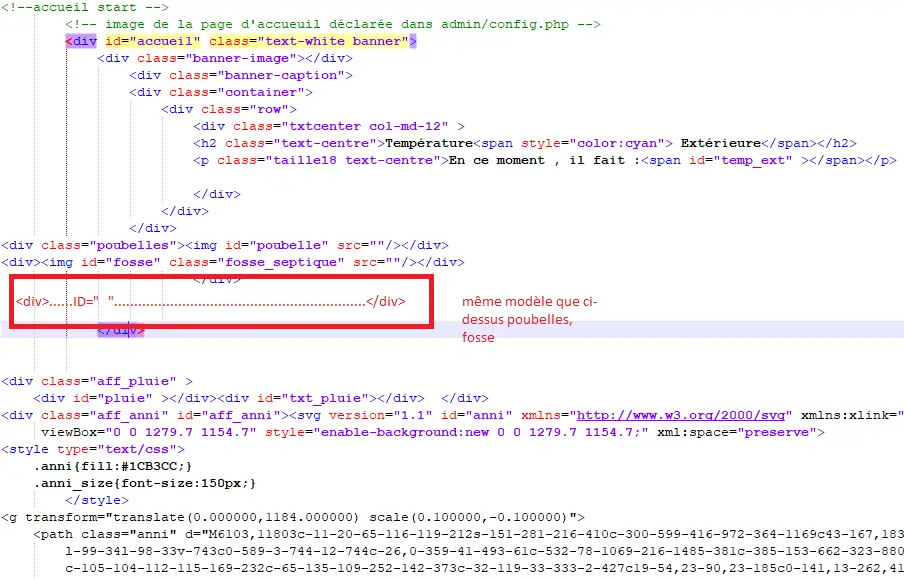 <!--accueil start -->
<!-- image de la page d'accueuil déclarée dans admin/config.php -->
<div id="accueil" class="text-white banner">
<div class="banner-image"></div>
<div class="banner-caption">
<div class="container">
<div class="row">
<div class="txtcenter col-md-12" >
<h2 class="text-centre">Température<span style="color:cyan"> Extérieure</span></h2>
<p class="taille18 text-centre">En ce moment , il fait :<span id="temp_ext" ></span></p>
</div>
</div>
</div>
<div class="poubelles"><img id="poubelle" src=""/></div>
<div><img id="fosse" class="fosse_septique" src=""/></div>
</div>
<div>......ID=" "................................................................</div>
même modèle que ci-
dessus poubelles,
fosse
</div>
<div class="aff_pluie" >
<div id="pluie" ></div><div id="txt_pluie"></div> </div>
<div class="aff_anni" id="aff_anni"><svg version="1.1" id="anni" xmlns="http://www.w3.org/2000/svg" xmlns:xlink="
viewBox="0 0 1279.7 1154.7" style="enable-background:new 0 0 1279.7 1154.7;" xml:space="preserve">
<style type="text/css">
.anni{fill:#1CB3CC;}
.anni_size{font-size:150px;}
</style>
<g transform="translate(0.000000,1184.000000) scale(0.100000,-0.100000)">
<path class="anni" d="M6103,11803c-11-20-65-116-119-212s-151-281-216-410c-300-599-416-972-364-1169c43-167,183
l-99-341-98-33v-743c0-589-3-744-12-744c-26,0-359-41-493-61c-532-78-1069-216-1485-381c-385-153-662-323-880
c-105-104-112-115-169-232c-65-135-109-252-142-373c-32-119-33-333-2-427c19-54,23-90,23-185c0-141,13-262,41